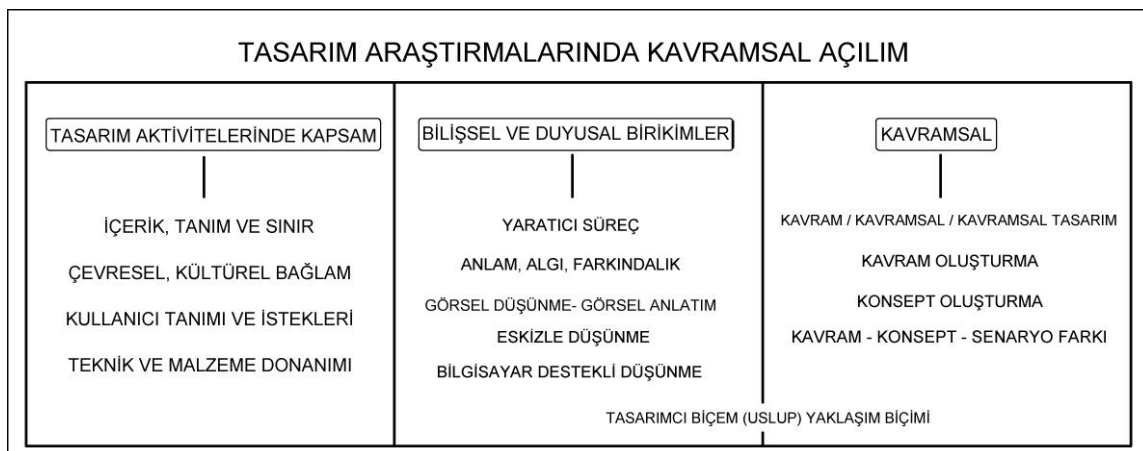 TASARIM ARAŞTIRMALARINDA KAVRAMSAL AÇILIM
TASARIM AKTİVİTELERİNDE KAPSAM
İÇERİK, TANIM VE SINIR
ÇEVRESEL, KÜLTÜREL BAĞLAM
KULLANICI TANIMI VE İSTEKLERİ
TEKNİK VE MALZEME DONANIMI
BİLİŞSEL VE DUYUSAL BİRİKİMLER
YARATICI SÜREÇ
ANLAM, ALGI, FARKINDALIK
GÖRSEL DÜŞÜNME- GÖRSEL ANLATIM
ESKİZLE DÜŞÜNME
BİLGİSAYAR DESTEKLİ DÜŞÜNME
KAVRAMSAL
KAVRAM / KAVRAMSAL / KAVRAMSAL TASARIM
KAVRAM OLUŞTURMA
KONSEPT OLUŞTURMA
KAVRAM - KONSEPT - SENARYO FARKI
TASARIMCI BİÇEM (USLUP) YAKLAŞIM BİÇİMİ